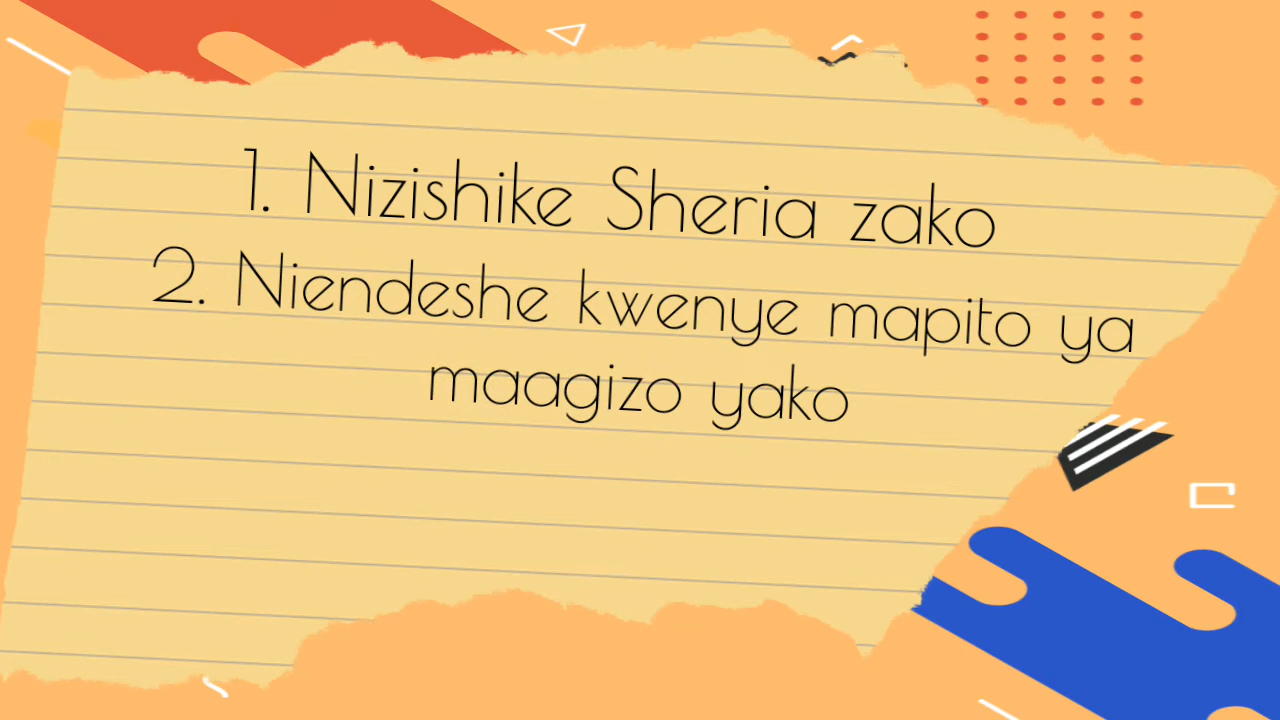 1. Nizishike Sheria zako
2. Niendeshe kwenye mapito ya
maagizo yako